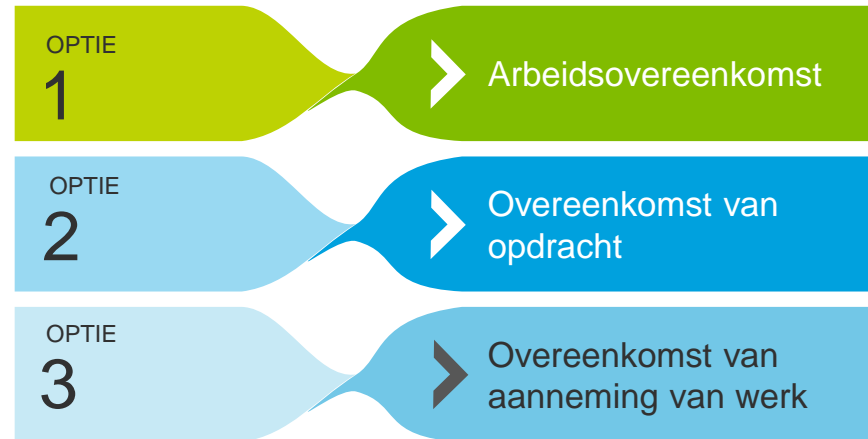 OPTIE
1
Arbeidsovereenkomst
OPTIE
2
Overeenkomst van
opdracht
OPTIE
3
Overeenkomst van
aanneming van werk